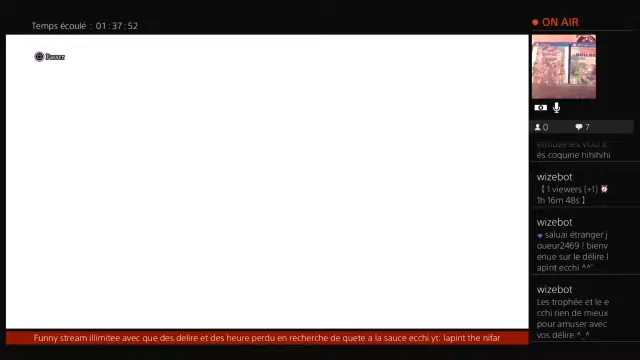 Temps écoulé : 01:37:52
ON AIR
Passer
0
7
és coquine hihihihi
wizebot
【 1 viewers (+1) ⏰
1h 16m 48s 】
wizebot
💜 saluai étranger j
oueur2469 ! bienv
enue sur le délire l
apint ecchi ^^"
wizebot
Les trophée et le e
cchi rien de mieux
pour amuser avec
vos délire ^_^
Funny stream illimitee avec que des delire et des heure perdu en recherche de quete a la sauce ecchi yt: lapint the nifar